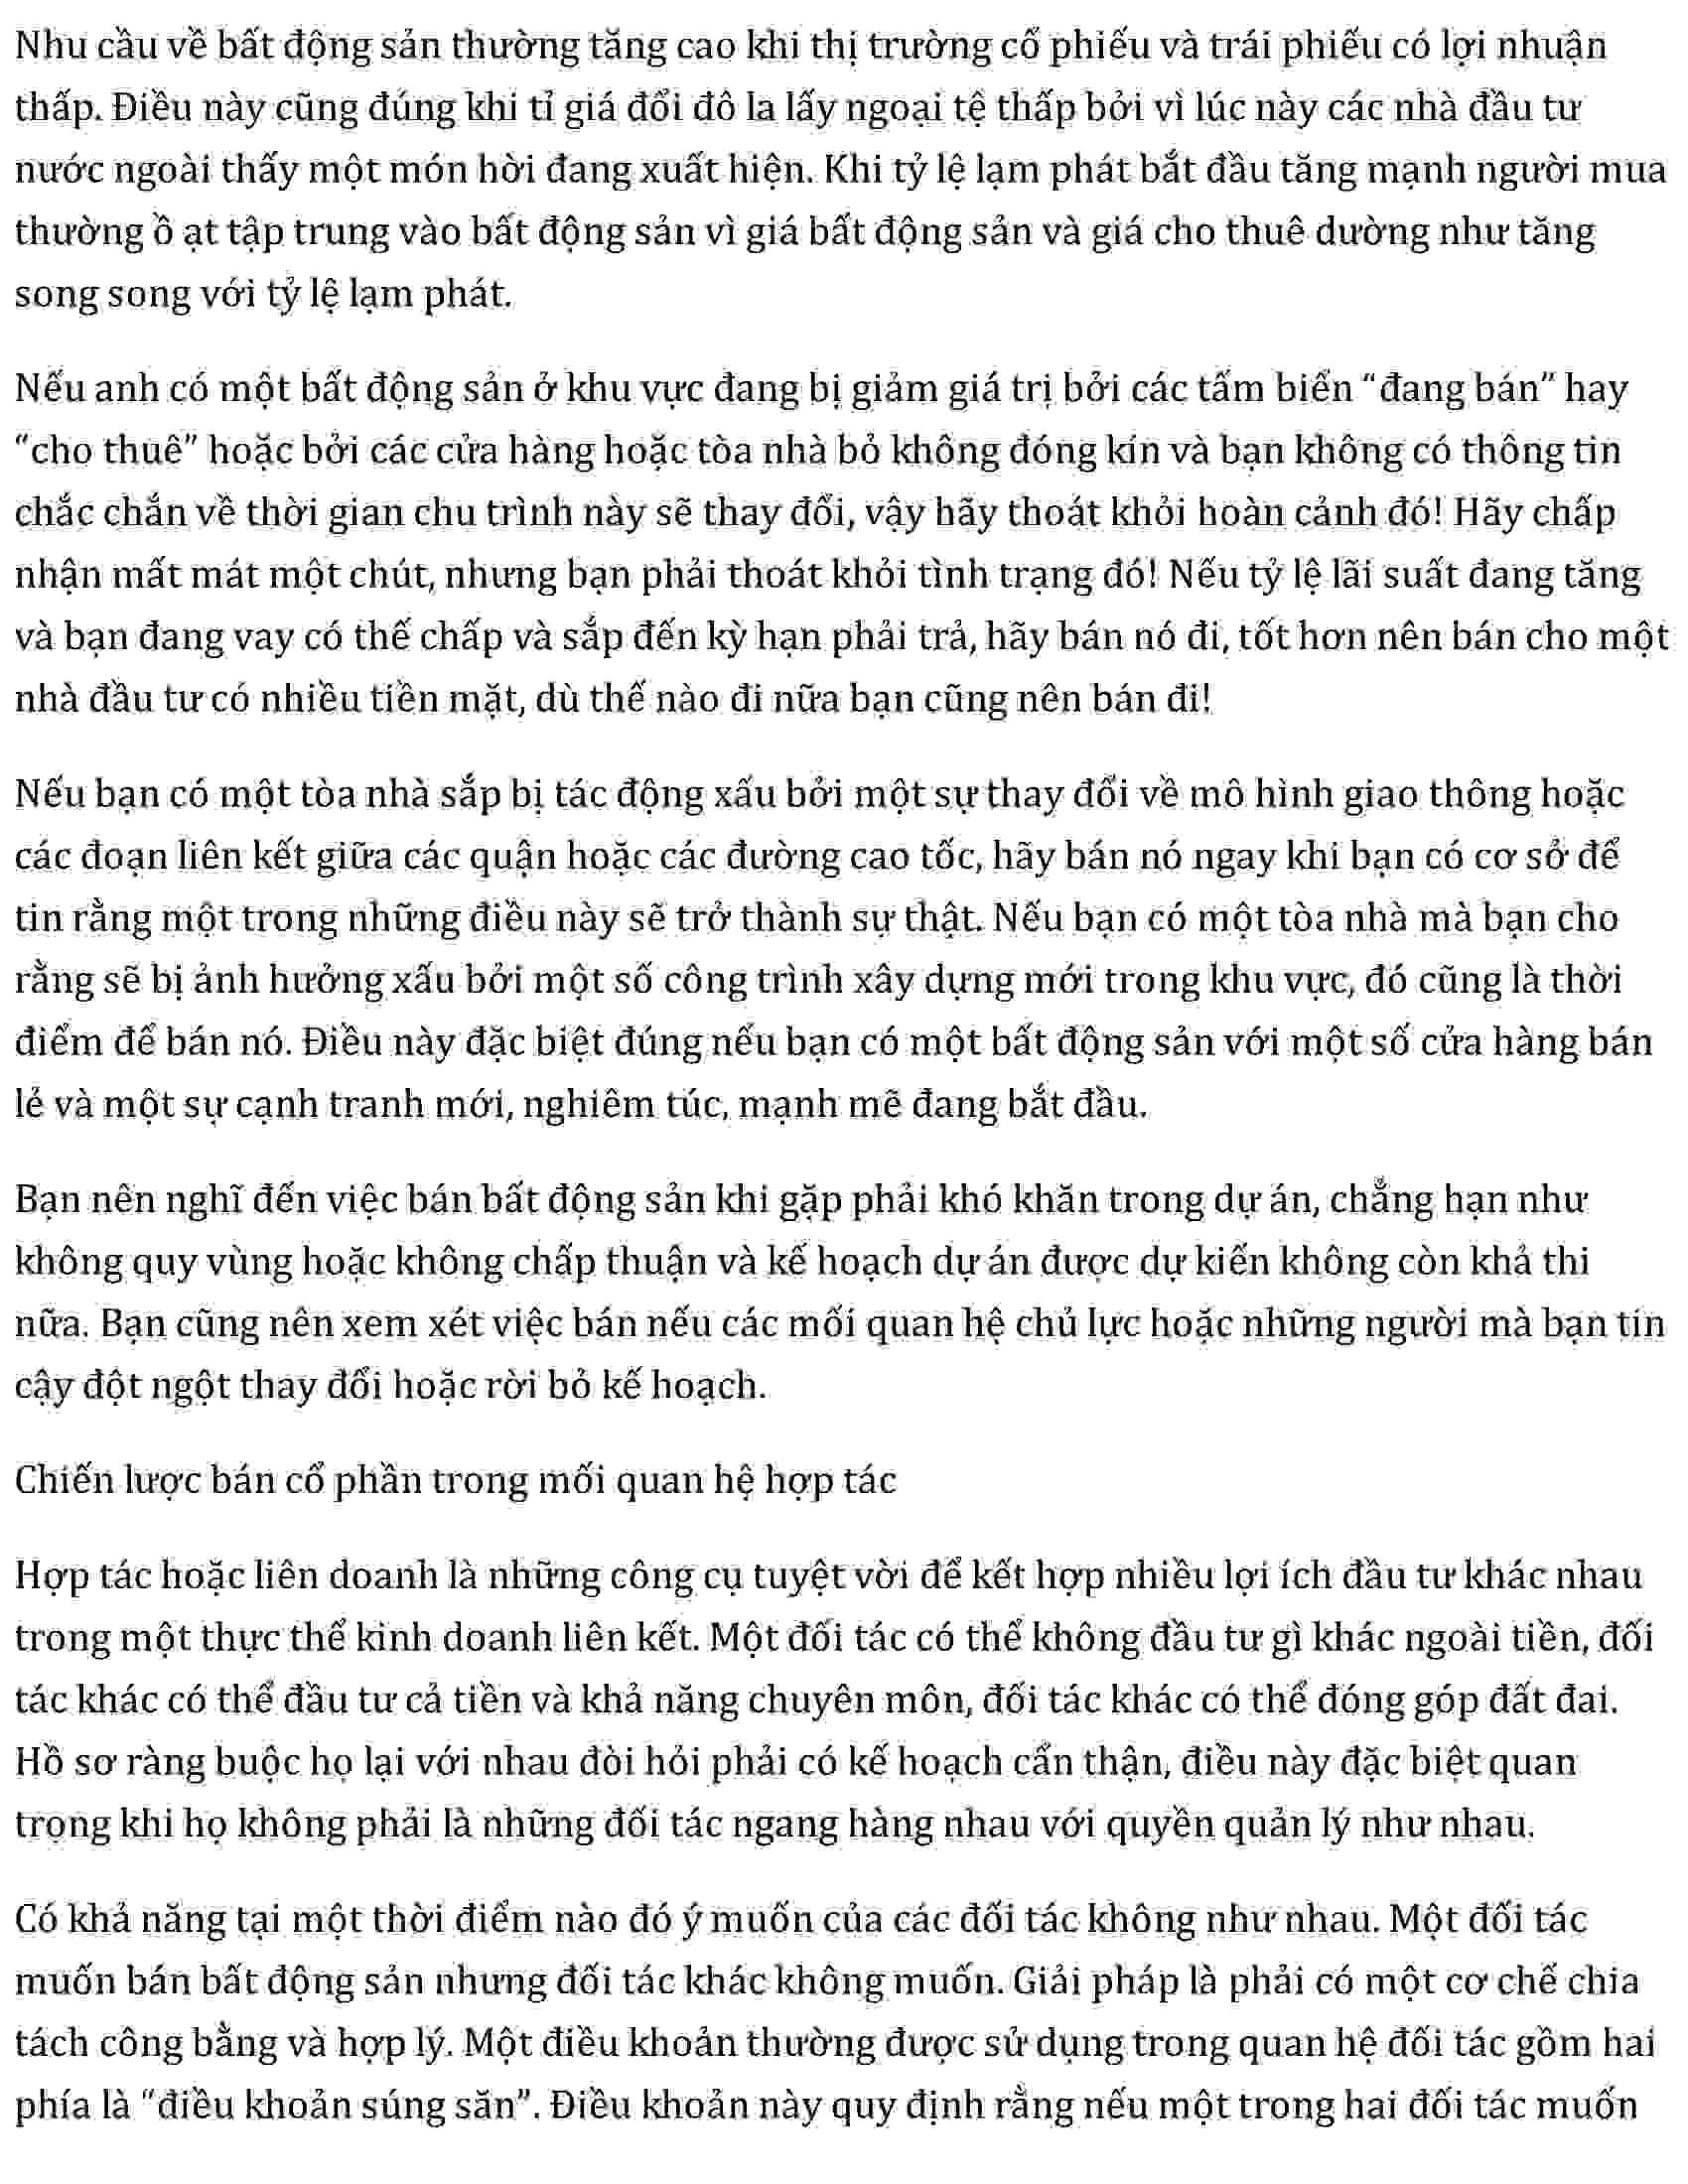 Nhu cầu về bất động sản thường tăng cao khi thị trường cổ phiếu và trái phiếu có lợi nhuận
thấp. Điều này cũng đúng khi tỉ giá đổi đô la lấy ngoại tệ thấp bởi vì lúc này các nhà đầu tư
nước ngoài thấy một món hời đang xuất hiện. Khi tỷ lệ lạm phát bắt đầu tăng mạnh người mua
thường ồ ạt tập trung vào bất động sản vì giá bất động sản và giá cho thuê dường như tăng
song song với tỷ lệ lạm phát.
Nếu anh có một bất động sản ở khu vực đang bị giảm giá trị bởi các tấm biển “đang bán” hay
“cho thuê” hoặc bởi các cửa hàng hoặc tòa nhà bỏ không đóng kín và bạn không có thông tin
chắc chắn về thời gian chu trình này sẽ thay đổi, vậy hãy thoát khỏi hoàn cảnh đó! Hãy chấp
nhận mất mát một chút, nhưng bạn phải thoát khỏi tình trạng đó! Nếu tỷ lệ lãi suất đang tăng
và bạn đang vay có thế chấp và sắp đến kỳ hạn phải trả, hãy bán nó đi, tốt hơn nên bán cho một
nhà đầu tư có nhiều tiền mặt, dù thế nào đi nữa bạn cũng nên bán đi!
Nếu bạn có một tòa nhà sắp bị tác động xấu bởi một sự thay đổi về mô hình giao thông hoặc
các đoạn liên kết giữa các quận hoặc các đường cao tốc, hãy bán nó ngay khi bạn có cơ sở để
tin rằng một trong những điều này sẽ trở thành sự thật. Nếu bạn có một tòa nhà mà bạn cho
rằng sẽ bị ảnh hưởng xấu bởi một số công trình xây dựng mới trong khu vực, đó cũng là thời
điểm để bán nó. Điều này đặc biệt đúng nếu bạn có một bất động sản với một số cửa hàng bán
lẻ và một sự cạnh tranh mới, nghiêm túc, mạnh mẽ đang bắt đầu.
Bạn nên nghĩ đến việc bán bất động sản khi gặp phải khó khăn trong dự án, chẳng hạn như
không quy vùng hoặc không chấp thuận và kế hoạch dự án được dự kiến không còn khả thi
nữa. Bạn cũng nên xem xét việc bán nếu các mối quan hệ chủ lực hoặc những người mà bạn tin
cậy đột ngột thay đổi hoặc rời bỏ kế hoạch.
Chiến lược bán cổ phần trong mối quan hệ hợp tác
Hợp tác hoặc liên doanh là những công cụ tuyệt vời để kết hợp nhiều lợi ích đầu tư khác nhau
trong một thực thể kinh doanh liên kết. Một đối tác có thể không đầu tư gì khác ngoài tiền, đối
tác khác có thể đầu tư cả tiền và khả năng chuyên môn, đối tác khác có thể đóng góp đất đai.
Hồ sơ ràng buộc họ lại với nhau đòi hỏi phải có kế hoạch cẩn thận, điều này đặc biệt quan
trọng khi họ không phải là những đối tác ngang hàng nhau với quyền quản lý như nhau.
Có khả năng tại một thời điểm nào đó ý muốn của các đối tác không như nhau. Một đối tác
muốn bán bất động sản nhưng đối tác khác không muốn. Giải pháp là phải có một cơ chế chia
tách công bằng và hợp lý. Một điều khoản thường được sử dụng trong quan hệ đối tác gồm hai
phía là “điều khoản súng săn”. Điều khoản này quy định rằng nếu một trong hai đối tác muốn